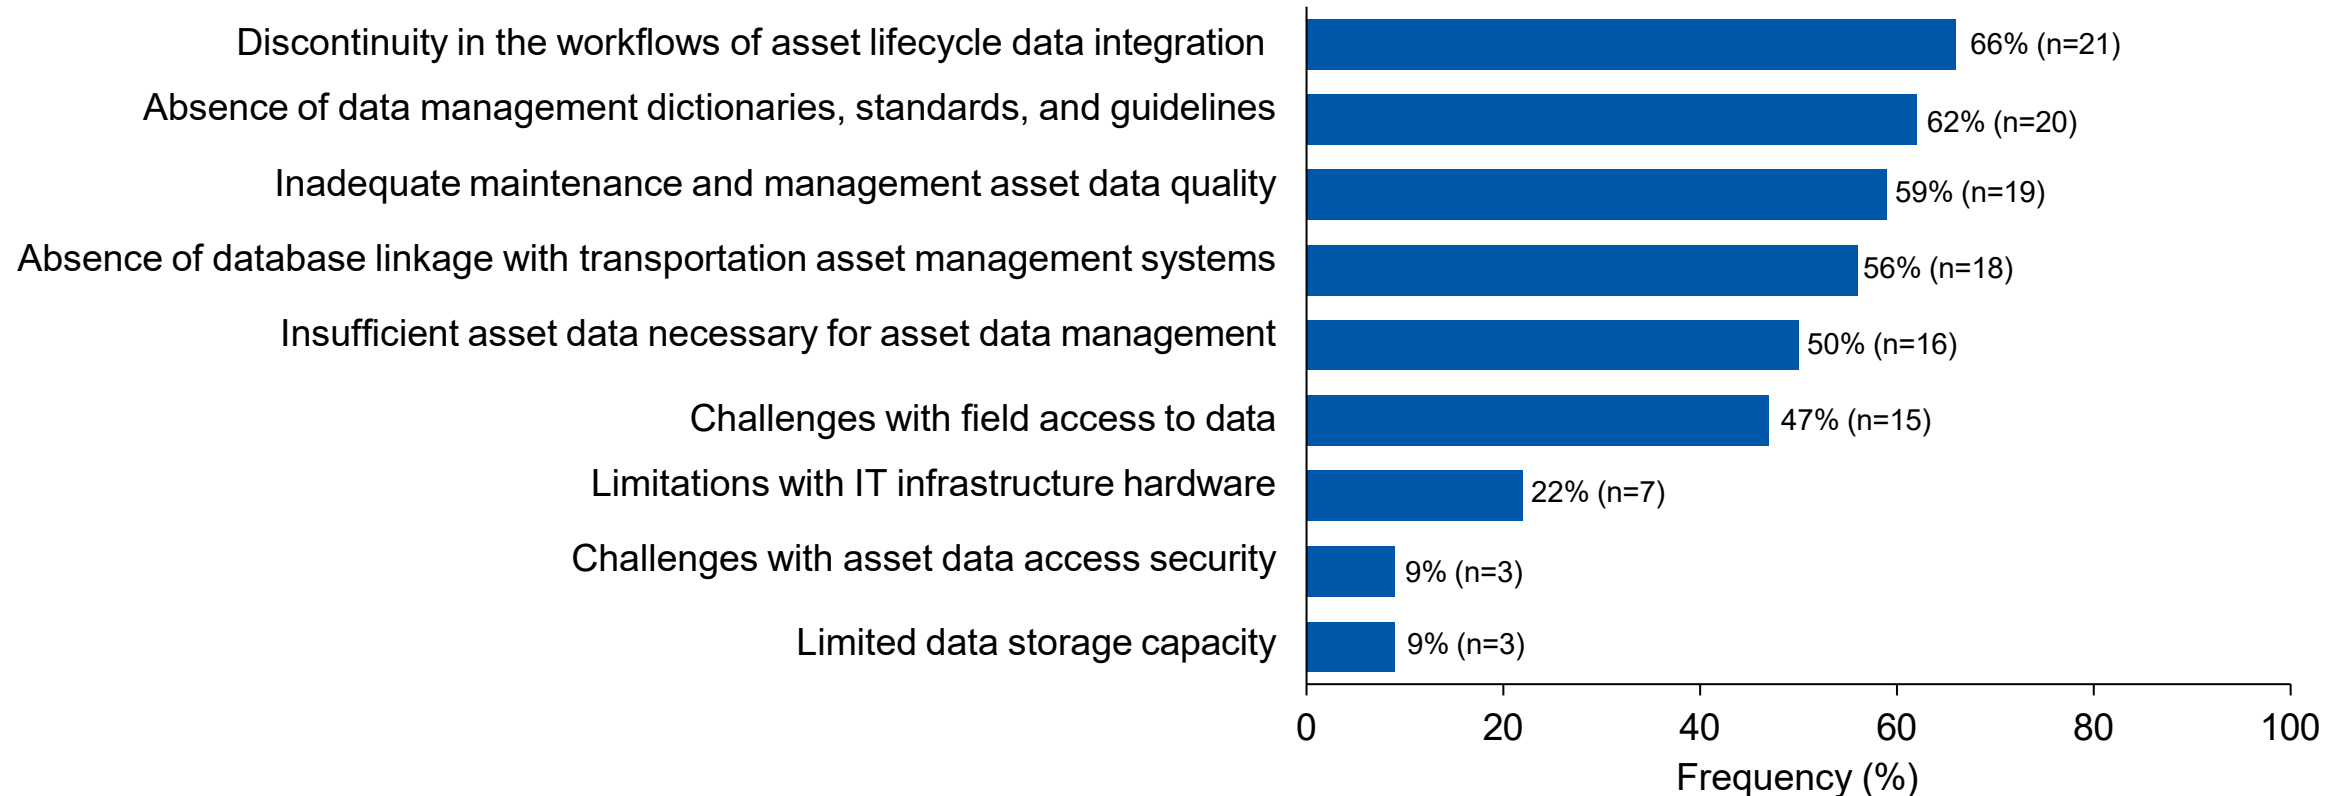 Discontinuity in the workflows of asset lifecycle data integration 66% (n=21)
Absence of data management dictionaries, standards, and guidelines 62% (n=20)
Inadequate maintenance and management asset data quality 59% (n=19)
Absence of database linkage with transportation asset management systems 56% (n=18)
Insufficient asset data necessary for asset data management 50% (n=16)
Challenges with field access to data 47% (n=15)
Limitations with IT infrastructure hardware 22% (n=7)
Challenges with asset data access security 9% (n=3)
Limited data storage capacity 9% (n=3)
0 20 40 60 80 100
Frequency (%)